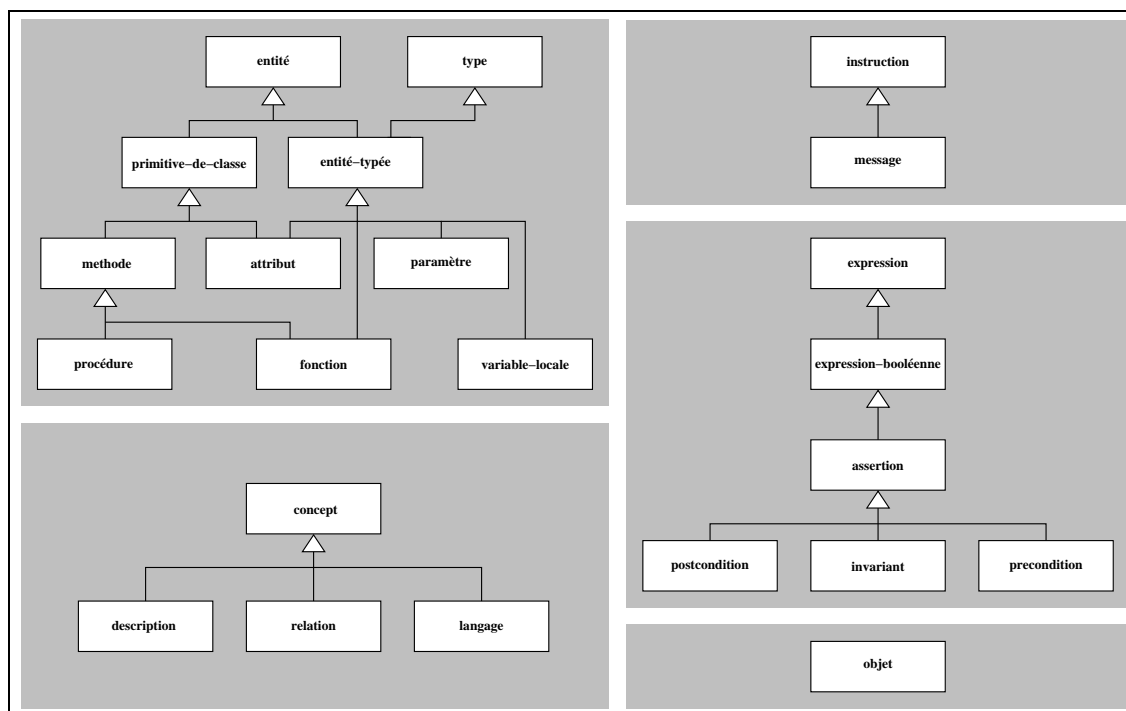 entité
type
primitive–de–classe
entité–typée
methode
attribut
paramètre
procédure
fonction
variable–locale
concept
description
relation
langage
instruction
message
expression
expression–booléenne
assertion
postcondition
invariant
precondition
objet